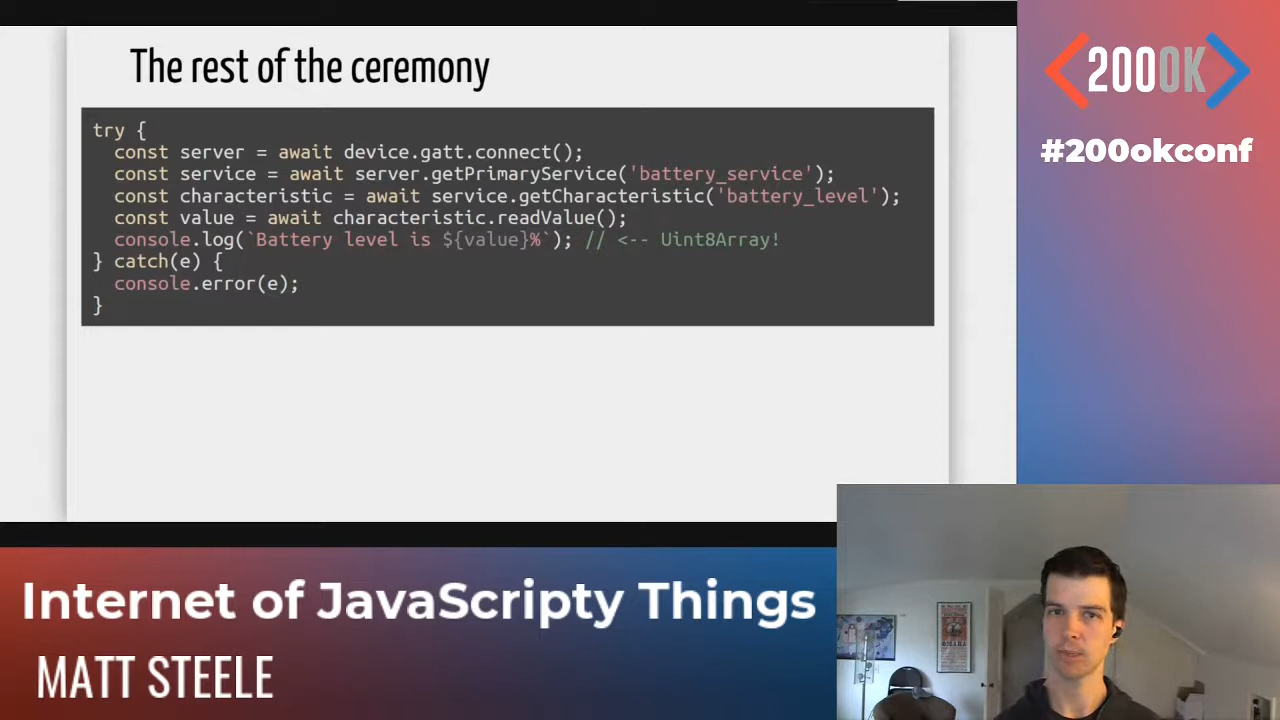 The rest of the ceremony
try {
  const server = await device.gatt.connect();
  const service = await server.getPrimaryService('battery_service');
  const characteristic = await service.getCharacteristic('battery_level');
  const value = await characteristic.readValue();
  console.log(`Battery level is ${value}%`); // <-- Uint8Array!
} catch(e) {
  console.error(e);
}
<200OK>
#200okconf
Internet of JavaScripty Things
MATT STEELE